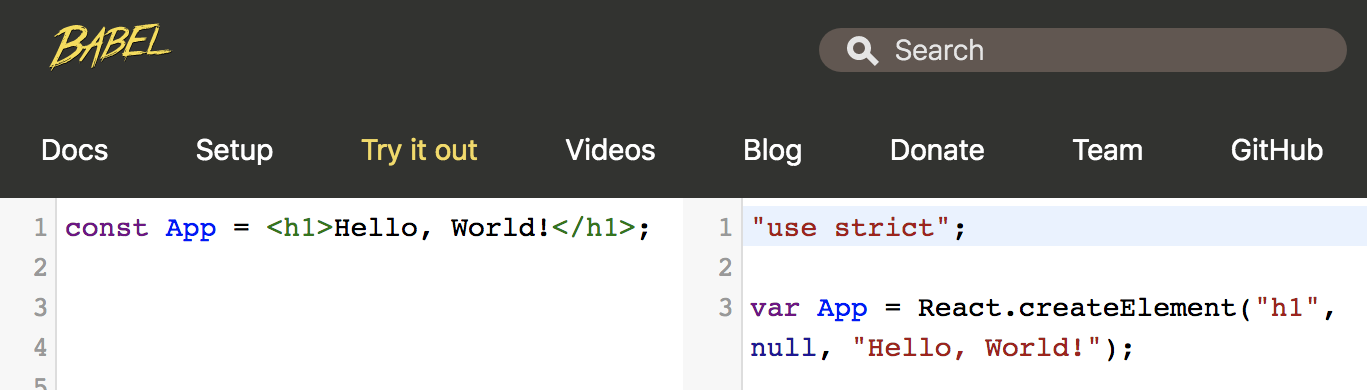 BABEL
Search
Docs Setup Try it out Videos Blog Donate Team GitHub
1 const App = <h1>Hello, World!</h1>;
2
3
4
5
1 "use strict";
2
3 var App = React.createElement("h1",
null, "Hello, World!");